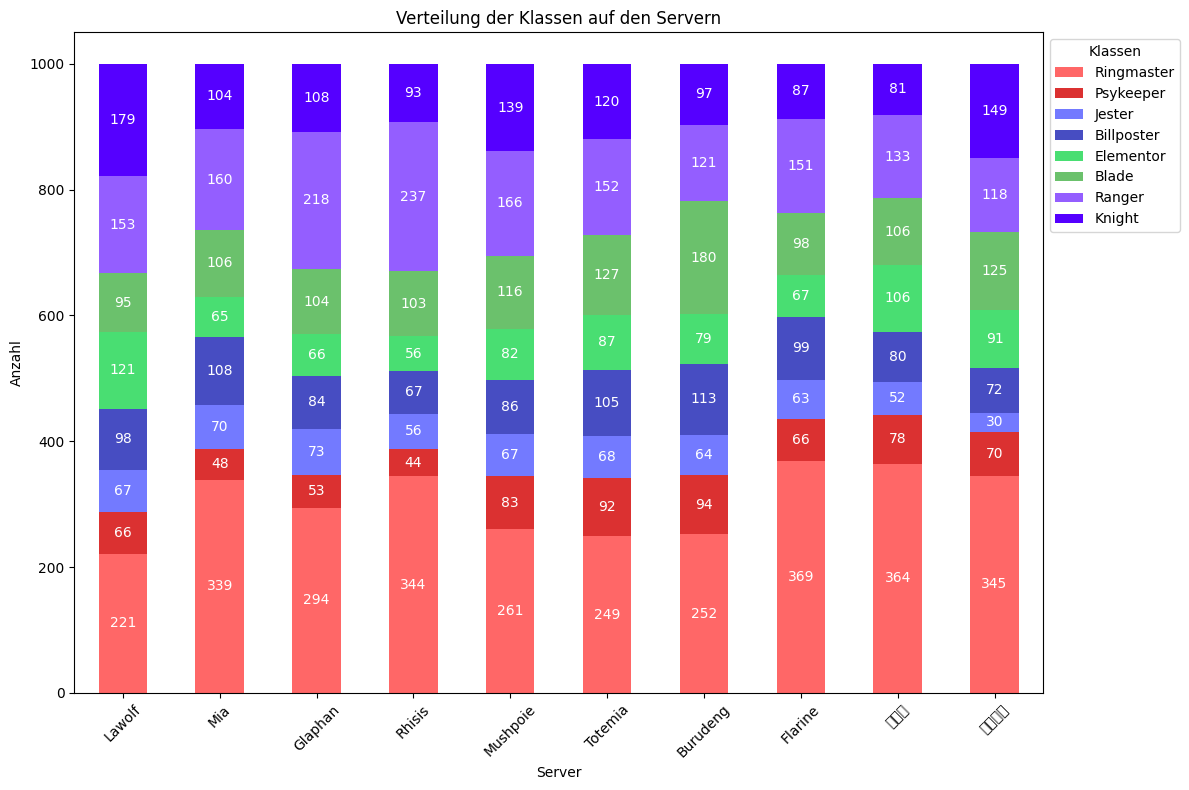 Verteilung der Klassen auf den Servern
Klassen
Ringmaster
Psykeeper
Jester
Billposter
Elementor
Blade
Ranger
Knight
Anzahl
1000
800
600
400
200
0
179 104 108 93 139 120 97 87 81 149
153 160 218 237 166 152 121 151 133 118
95 106 104 103 116 127 180 98 106 125
121 65 66 56 82 87 79 67 106 91
98 108 84 67 86 105 113 99 80 72
67 70 73 56 67 68 64 63 52 30
66 48 53 44 83 92 94 66 78 70
221 339 294 344 261 249 252 369 364 345
Lawolf Mia Glaphan Rhisis Mushpoie Totemia Burudeng Flarine
Server